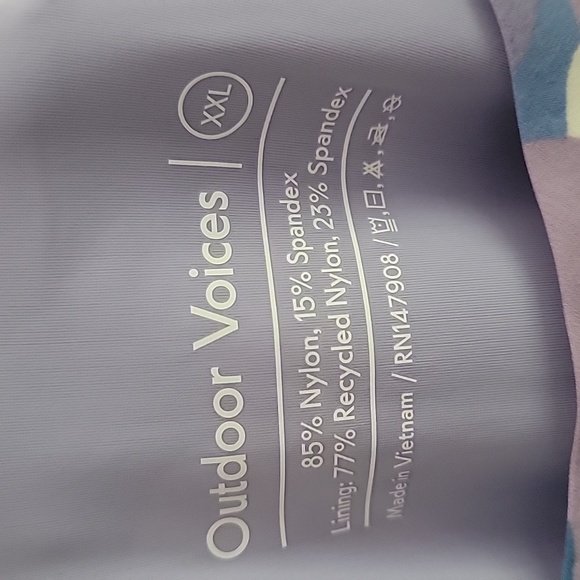 Outdoor Voices | XXL
85% Nylon, 15% Spandex
Lining: 77% Recycled Nylon, 23% Spandex
Made in Vietnam / RN147908 /